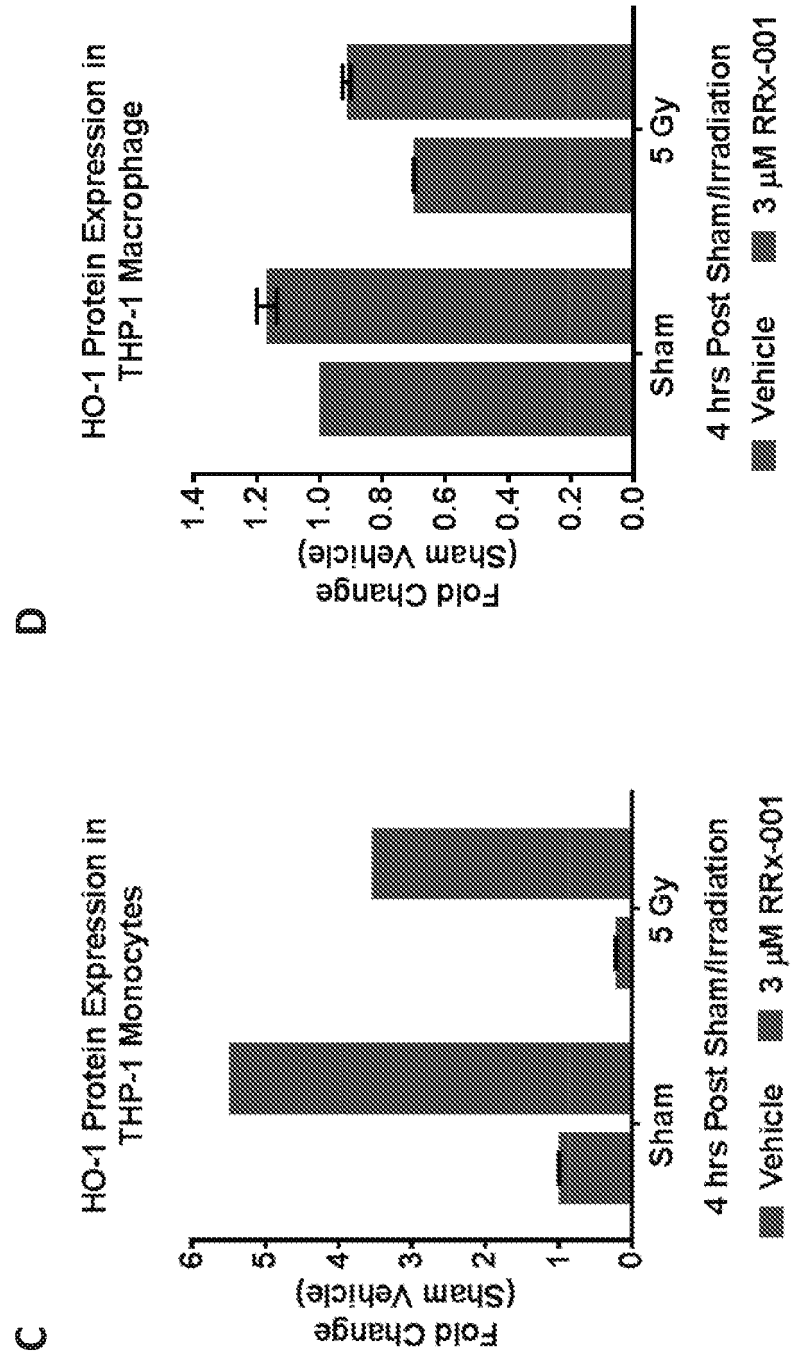 C
HO-1 Protein Expression in
THP-1 Monocytes
Fold Change
(Sham Vehicle)
6
5
4
3
2
1
0
Sham
5 Gy
4 hrs Post Sham/Irradiation
Vehicle
3 µM RRx-001
D
HO-1 Protein Expression in
THP-1 Macrophage
Fold Change
(Sham Vehicle)
1.4
1.2
1.0
0.8
0.6
0.4
0.2
0.0
Sham
5 Gy
4 hrs Post Sham/Irradiation
Vehicle
3 µM RRx-001